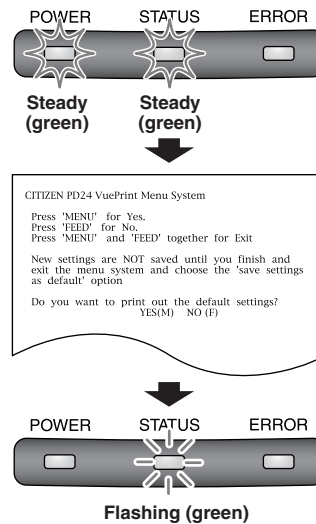 POWER STATUS ERROR
Steady Steady
(green) (green)
CITIZEN PD24 VuePrint Menu System
Press 'MENU' for Yes.
Press 'FEED' for No.
Press 'MENU' and 'FEED' together for Exit
New settings are NOT saved until you finish and
exit the menu system and choose the 'save settings
as default' option
Do you want to print out the default settings?
YES(M) NO (F)
POWER STATUS ERROR
Flashing (green)